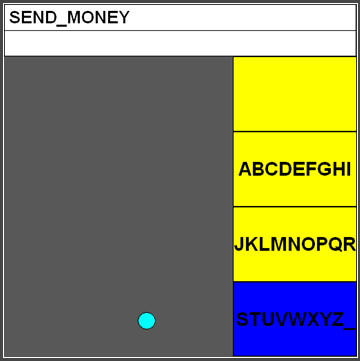 SEND_MONEY
ABCDEFGHI
JKLMNOPQR
STUVWXYZ_